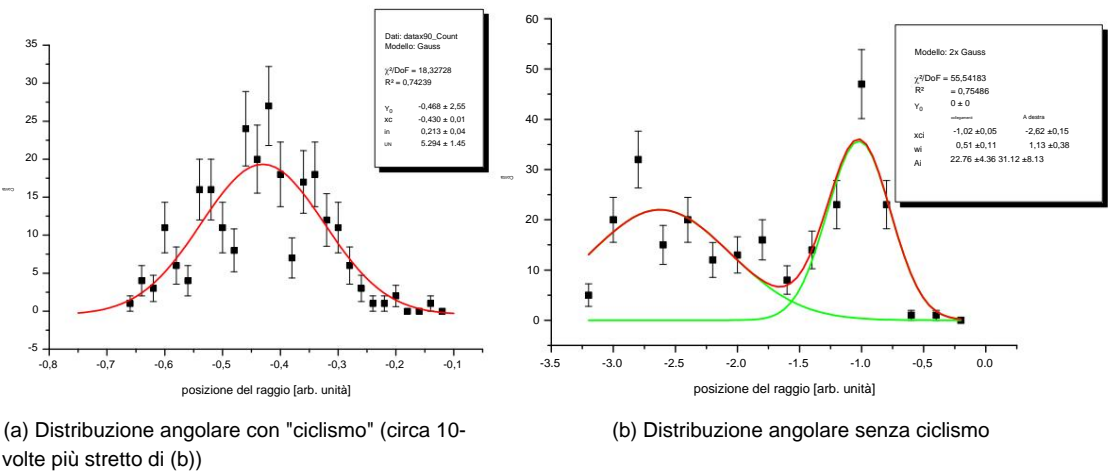 Dati: datax90_Count
Modello: Gauss
χ²/DoF = 18,32728
R² = 0,74239
Y₀ -0,468 ± 2,55
xc -0,430 ± 0,01
in 0,213 ± 0,04
UN 5.294 ± 1.45
35
30
25
20
15
10
5
0
-5
-0,8 -0,7 -0,6 -0,5 -0,4 -0,3 -0,2 -0,1
posizione del raggio [arb. unità]
(a) Distribuzione angolare con "ciclismo" (circa 10-
volte più stretto di (b))
Modello: 2x Gauss
χ²/DoF = 55,54183
R² = 0,75486
Y₀ 0 ± 0
A destra
xci -1,02 ±0,05 -2,62 ±0,15
wi 0,51 ±0,11 1,13 ±0,38
Ai 22.76 ±4.36 31.12 ±8.13
60
50
40
30
20
10
0
-3.5 -3.0 -2.5 -2.0 -1.5 -1.0 -0,5 0.0
posizione del raggio [arb. unità]
(b) Distribuzione angolare senza ciclismo